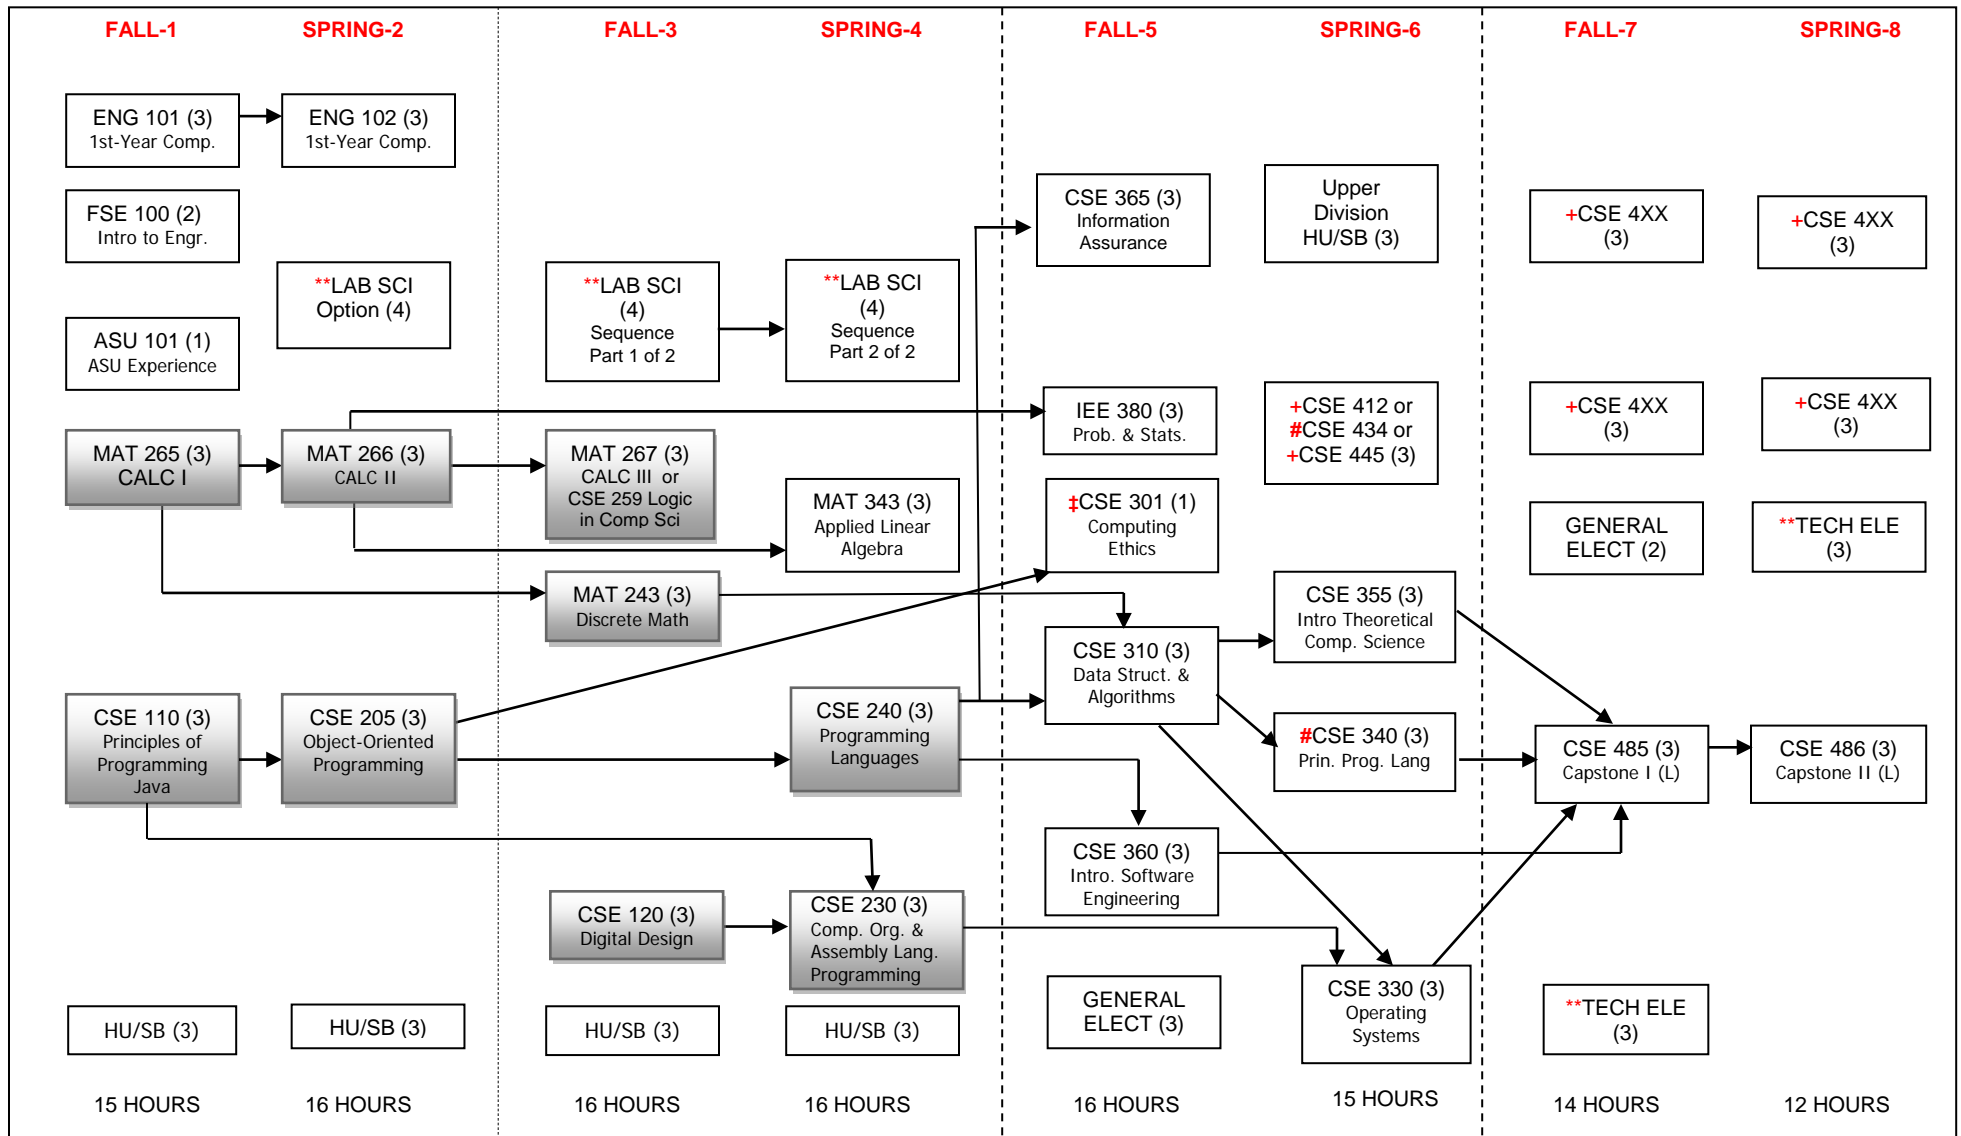 FALL-1
SPRING-2
FALL-3
SPRING-4
FALL-5
SPRING-6
FALL-7
SPRING-8
ENG 101 (3)
1st-Year Comp.
FSE 100 (2)
Intro to Engr.
ASU 101 (1)
ASU Experience
MAT 265 (3)
CALC I
CSE 110 (3)
Principles of
Programming
Java
HU/SB (3)
15 HOURS
ENG 102 (3)
1st-Year Comp.
**LAB SCI
Option (4)
MAT 266 (3)
CALC II
CSE 205 (3)
Object-Oriented
Programming
HU/SB (3)
16 HOURS
**LAB SCI
(4)
Sequence
Part 1 of 2
MAT 267 (3)
CALC III or
CSE 259 Logic
in Comp Sci
MAT 243 (3)
Discrete Math
CSE 120 (3)
Digital Design
HU/SB (3)
16 HOURS
**LAB SCI
(4)
Sequence
Part 2 of 2
MAT 343 (3)
Applied Linear
Algebra
CSE 240 (3)
Programming
Languages
CSE 230 (3)
Comp. Org. &
Assembly Lang.
Programming
HU/SB (3)
16 HOURS
CSE 365 (3)
Information
Assurance
IEE 380 (3)
Prob. & Stats.
‡CSE 301 (1)
Computing
Ethics
CSE 310 (3)
Data Struct. &
Algorithms
CSE 360 (3)
Intro. Software
Engineering
GENERAL
ELECT (3)
16 HOURS
Upper
Division
HU/SB (3)
+CSE 412 or
#CSE 434 or
+CSE 445 (3)
CSE 355 (3)
Intro Theoretical
Comp. Science
#CSE 340 (3)
Prin. Prog. Lang
CSE 330 (3)
Operating
Systems
15 HOURS
+CSE 4XX
(3)
+CSE 4XX
(3)
GENERAL
ELECT (2)
CSE 485 (3)
Capstone I (L)
**TECH ELE
(3)
14 HOURS
+CSE 4XX
(3)
+CSE 4XX
(3)
**TECH ELE
(3)
CSE 486 (3)
Capstone II (L)
12 HOURS